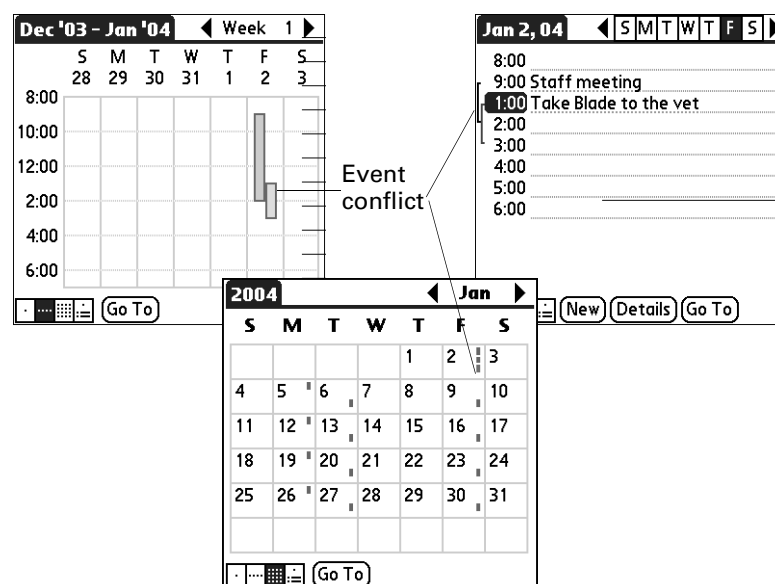 Dec '03 – Jan '04 Week 1
S M T W T F S
28 29 30 31 1 2 3
8:00
10:00
12:00
2:00
4:00
6:00
Go To
Event
conflict
Jan 2, 04 S M T W T F S
8:00
9:00 Staff meeting
1:00 Take Blade to the vet
2:00
3:00
4:00
5:00
6:00
New Details Go To
2004 Jan
S M T W T F S
1 2 3
4 5 6 7 8 9 10
11 12 13 14 15 16 17
18 19 20 21 22 23 24
25 26 27 28 29 30 31
Go To